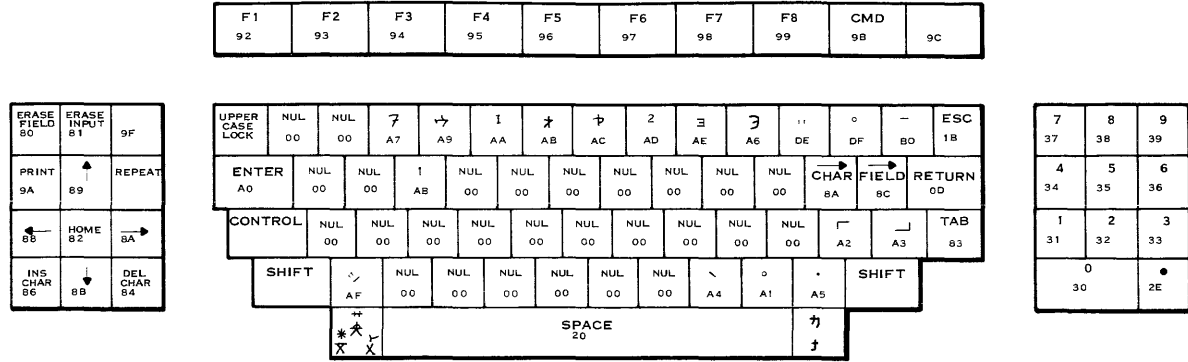 F1 F2 F3 F4 F5 F6 F7 F8 CMD
92 93 94 95 96 97 98 99 9B 9C
ERASE FIELD 80 ERASE INPUT 81 9F
UPPER CASE LOCK NUL NUL ァ ゥ ェ ォ ャ ュ ョ ヲ ゛ ゜ ー ESC
00 00 A7 A9 AA AB AC AD AE A6 DE DF B0 1B
7 8 9
37 38 39
PRINT ↑ REPEAT
9A 89
ENTER NUL NUL ィ NUL NUL NUL NUL NUL NUL NUL → CHAR → FIELD RETURN
A0 00 00 AB 00 00 00 00 00 00 00 8A 8C 0D
4 5 6
34 35 36
← HOME →
8B 82 8A
CONTROL NUL NUL NUL NUL NUL NUL NUL NUL NUL 「 」 TAB
00 00 00 00 00 00 00 00 00 A2 A3 83
1 2 3
31 32 33
INS CHAR 86 ↓ 8B DEL CHAR 84
SHIFT ッ NUL NUL NUL NUL NUL NUL 、 。 ・ SHIFT
AF 00 00 00 00 00 00 A4 A1 A5
0 •
30 2E
SPACE カナ
20